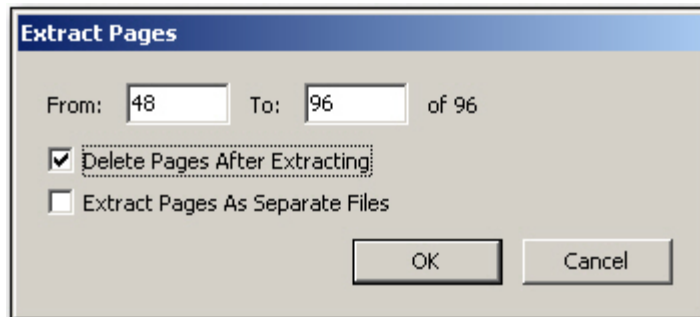 Extract Pages
From: 48 To: 96 of 96
Delete Pages After Extracting
Extract Pages As Separate Files
OK Cancel